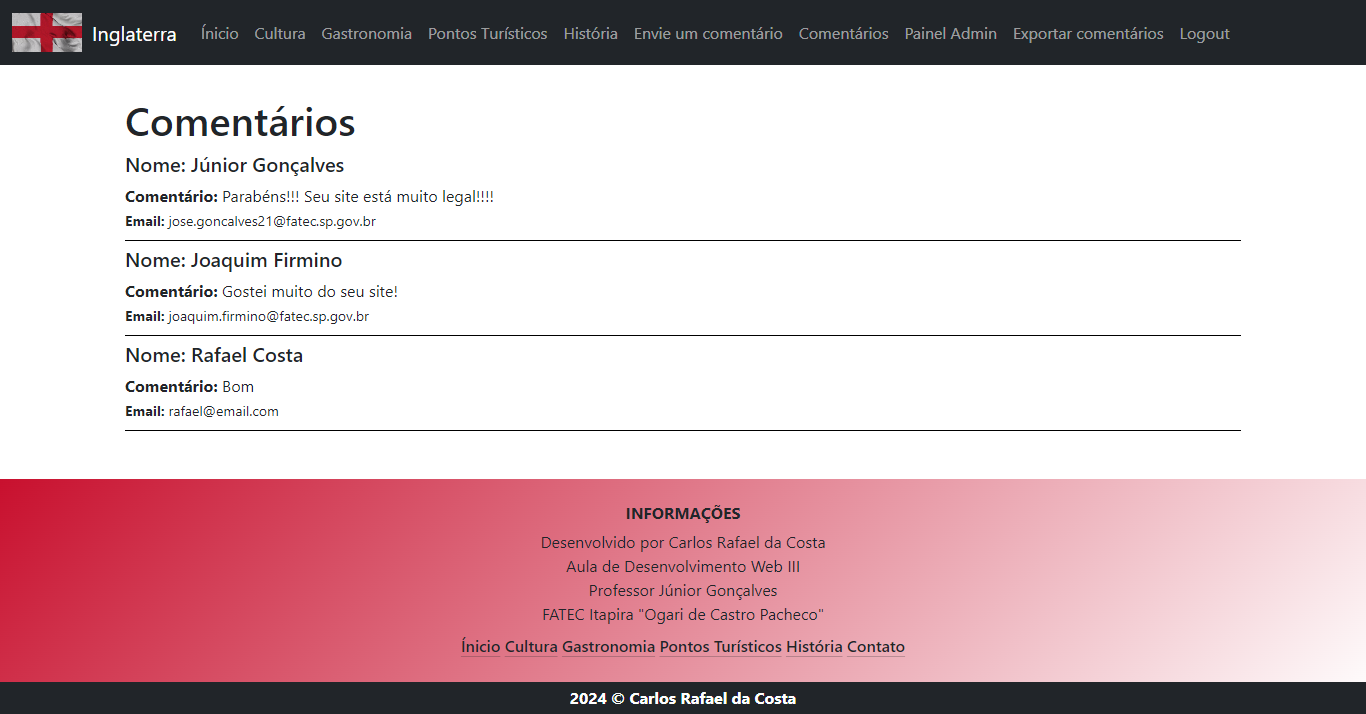 Inglaterra Ínicio Cultura Gastronomia Pontos Turísticos História Envie um comentário Comentários Painel Admin Exportar comentários Logout
Comentários
Nome: Júnior Gonçalves
Comentário: Parabéns!!! Seu site está muito legal!!!!
Email: jose.goncalves21@fatec.sp.gov.br
Nome: Joaquim Firmino
Comentário: Gostei muito do seu site!
Email: joaquim.firmino@fatec.sp.gov.br
Nome: Rafael Costa
Comentário: Bom
Email: rafael@email.com
INFORMAÇÕES
Desenvolvido por Carlos Rafael da Costa
Aula de Desenvolvimento Web III
Professor Júnior Gonçalves
FATEC Itapira "Ogari de Castro Pacheco"
Ínicio Cultura Gastronomia Pontos Turísticos História Contato
2024 © Carlos Rafael da Costa